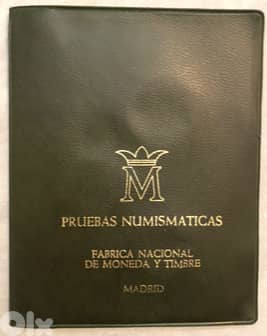 M
PRUEBAS NUMISMATICAS
FABRICA NACIONAL
DE MONEDA Y TIMBRE
MADRID
OLX